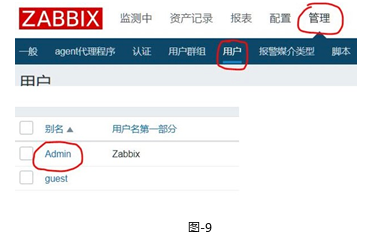 ZABBIX 监测中 资产记录 报表 配置 管理
一般 agent代理程序 认证 用户群组 用户 报警媒介类型 脚本
用户
别名 ▲ 用户名第一部分
Admin Zabbix
guest
图-9